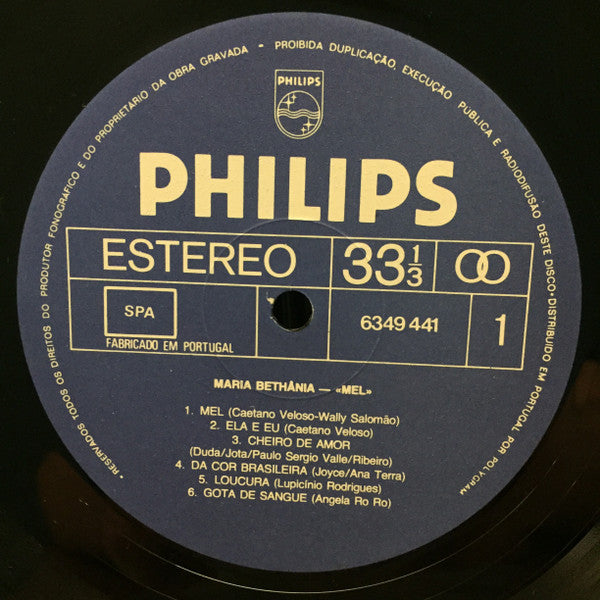 •RESERVADOS TODOS OS DIREITOS DO PRODUTOR FONOGRÁFICO E DO PROPRIETÁRIO DA OBRA GRAVADA - PROIBIDA DUPLICAÇÃO, EXECUÇÃO PÚBLICA E RADIODIFUSÃO DESTE DISCO•DISTRIBUIDO EM PORTUGAL POR POLYGRAM
PHILIPS
PHILIPS
ESTEREO 33 1/3
SPA 6349 441 1
FABRICADO EM PORTUGAL
MARIA BETHÂNIA — «MEL»
1. MEL (Caetano Veloso-Wally Salomão)
2. ELA E EU (Caetano Veloso)
3. CHEIRO DE AMOR
(Duda/Jota/Paulo Sergio Valle/Ribeiro)
4. DA COR BRASILEIRA (Joyce/Ana Terra)
5. LOUCURA (Lupicínio Rodrigues)
6. GOTA DE SANGUE (Angela Ro Ro)